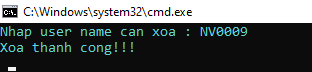 C:\Windows\system32\cmd.exe
Nhap user name can xoa : NV0009
Xoa thanh cong!!!